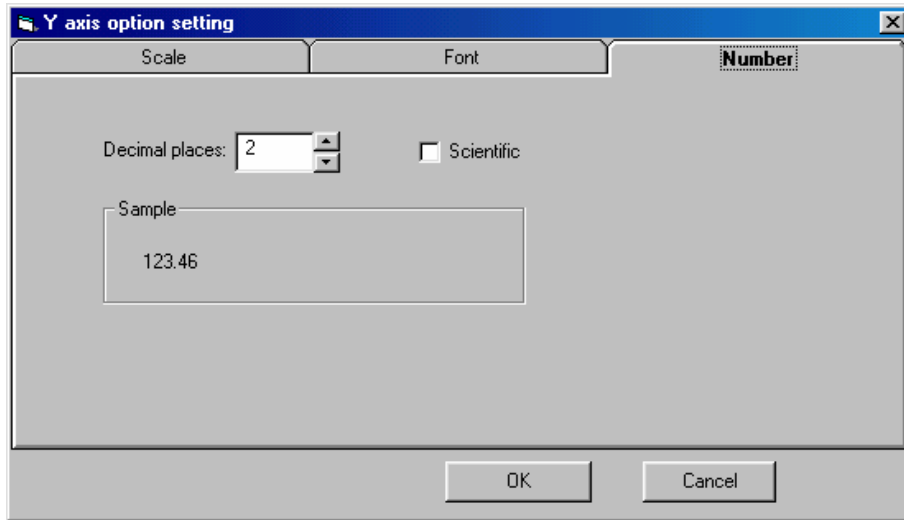 Y axis option setting
Scale Font Number
Decimal places: 2 Scientific
Sample
123.46
OK Cancel